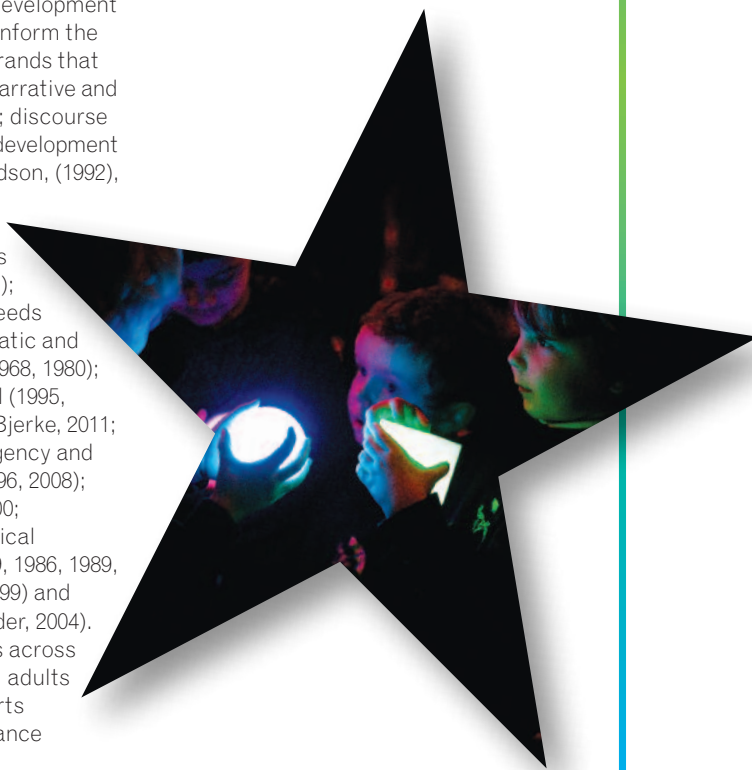 evelopment
nform the
rands that
arrative and
; discourse
development
dson, (1992),
s
);
eeds
atic and
968, 1980);
l (1995,
Bjerke, 2011;
gency and
96, 2008);
00;
ical
, 1986, 1989,
99) and
der, 2004).
s across
adults
rts
ance